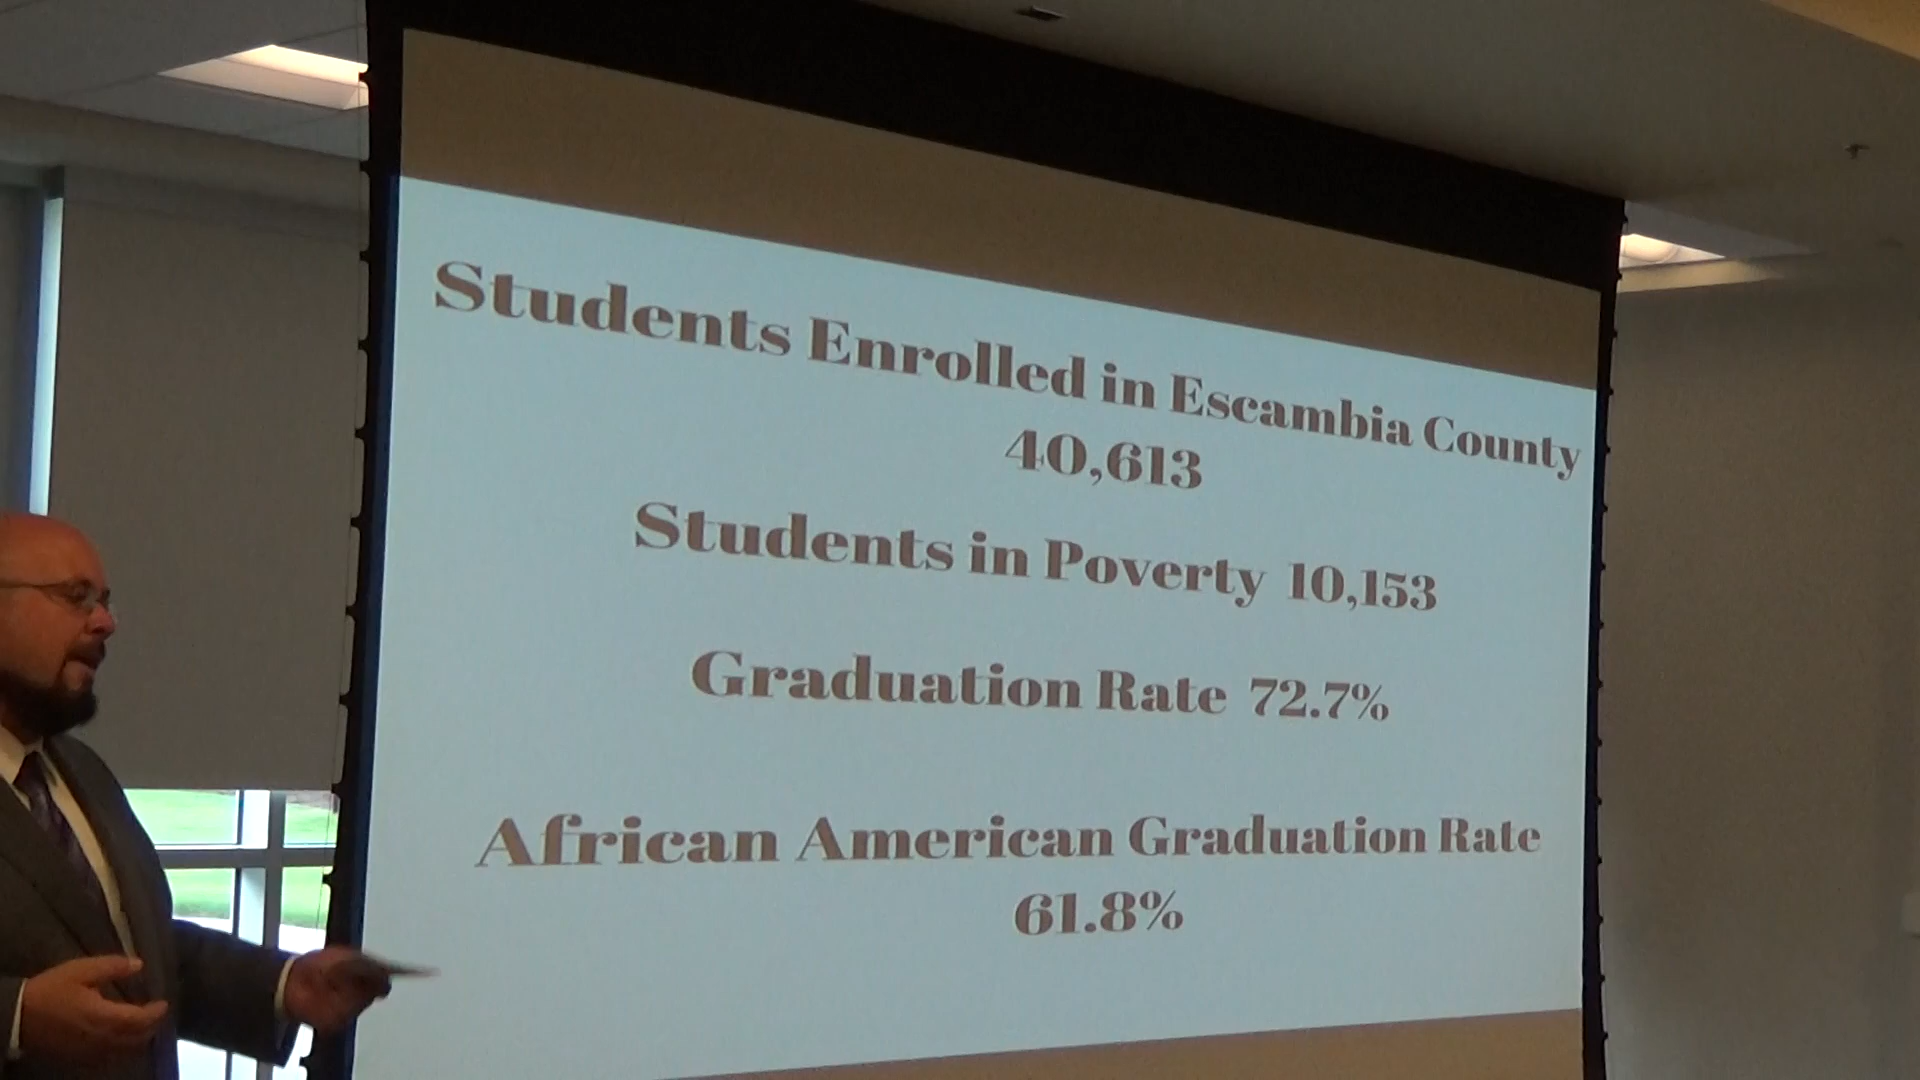 Students Enrolled in Escambia County
40,613
Students in Poverty 10,153
Graduation Rate 72.7%
African American Graduation Rate
61.8%